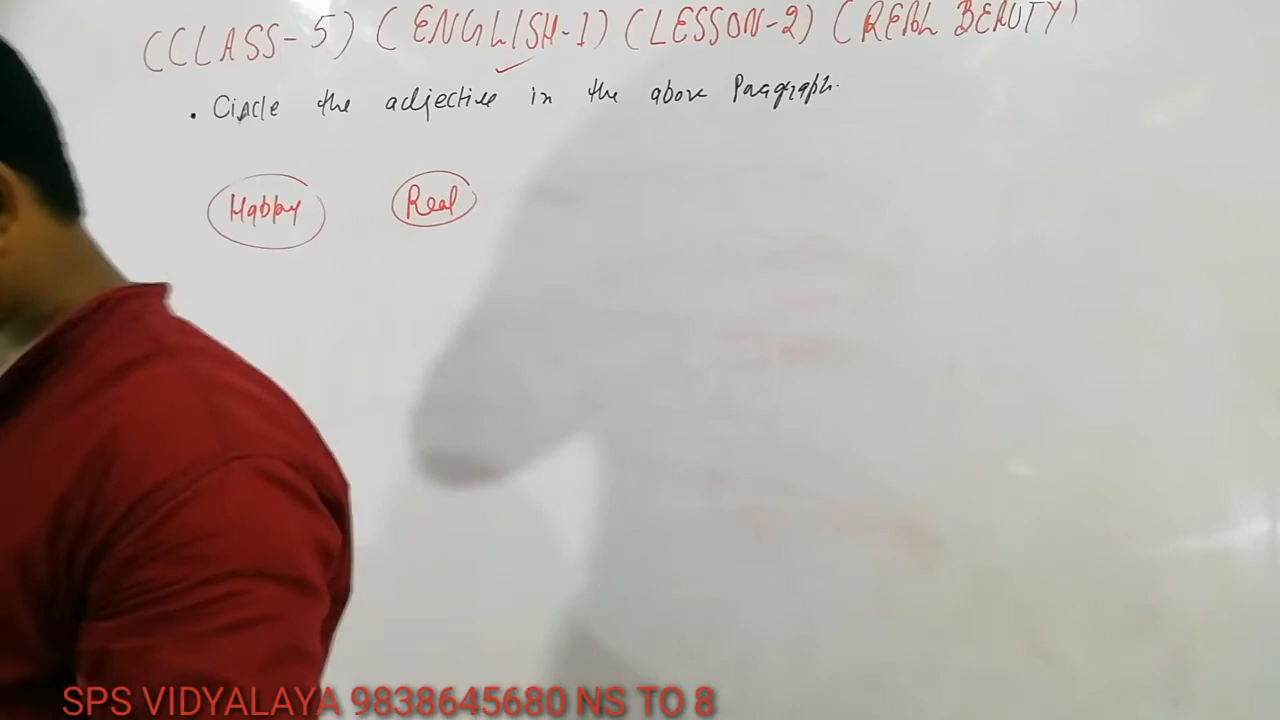 (CLASS-5) (ENGLISH-1) (LESSON-2) (REAL BEAUTY)
. Circle the adjective in the above Paragraph.
Happy Real
SPS VIDYALAYA 9838645680 NS TO 8